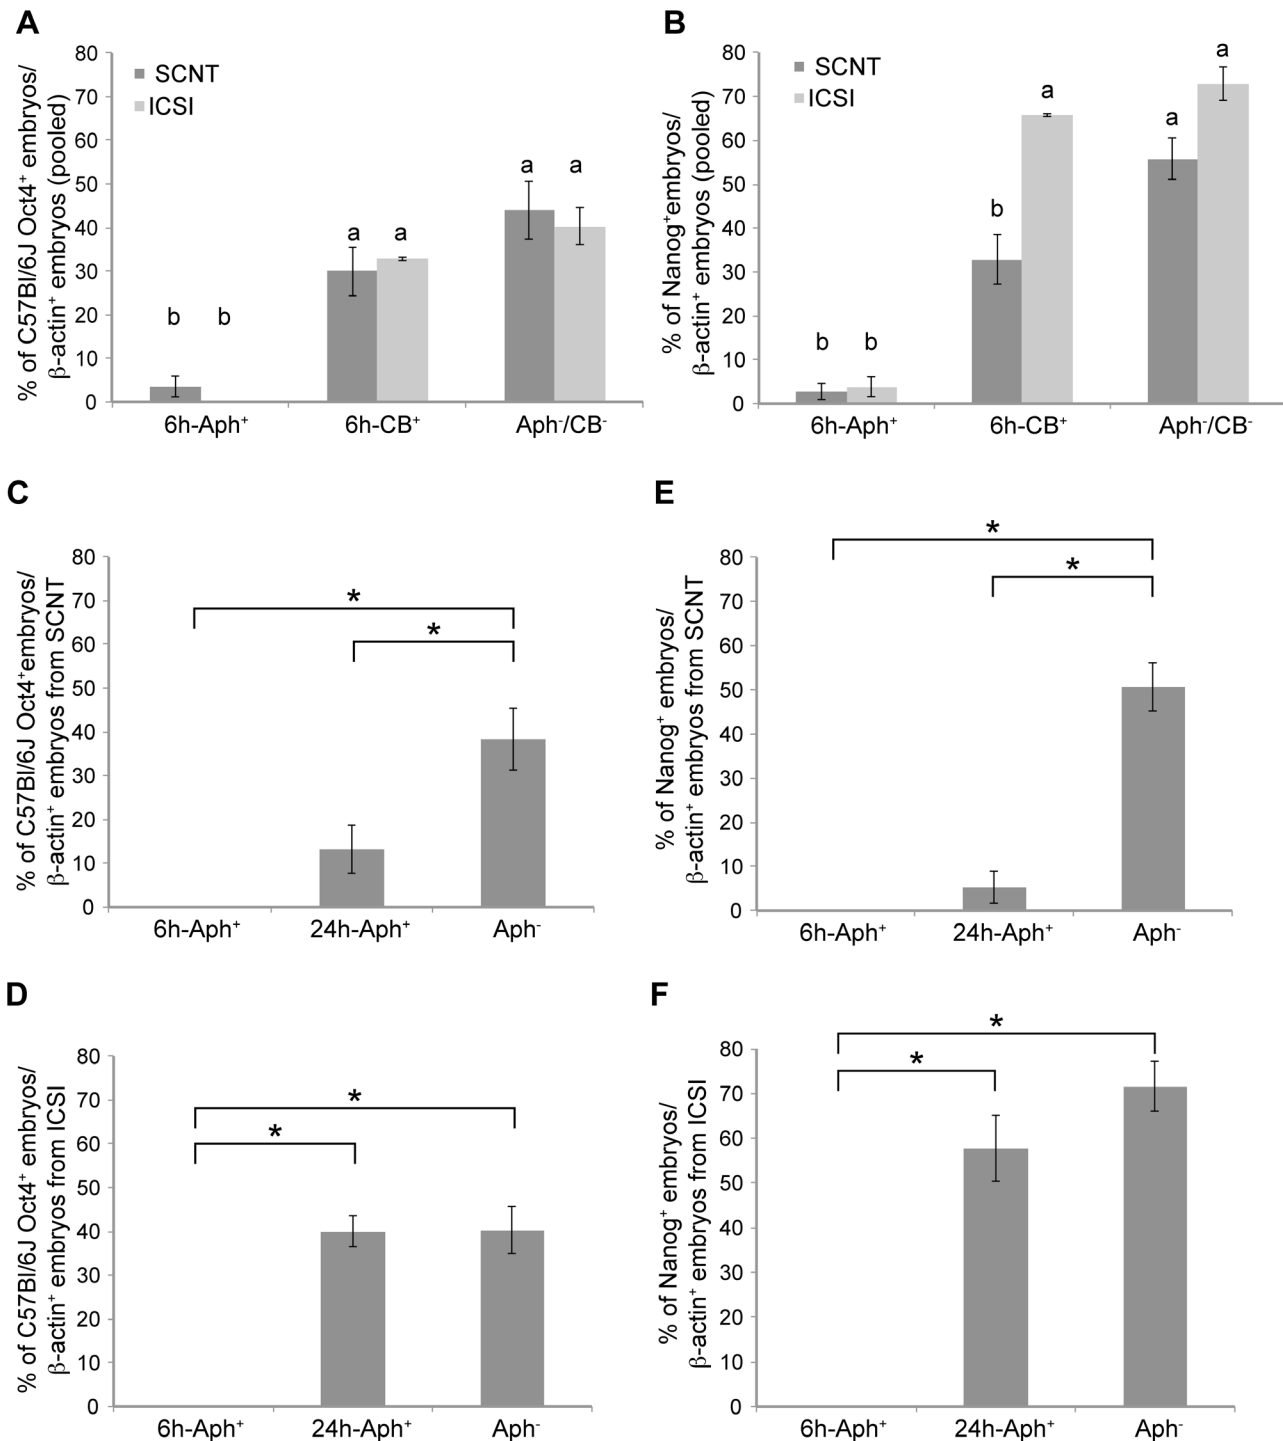 A
% of C57Bl/6J Oct4⁺ embryos/
β-actin⁺ embryos (pooled)
80
70
60
50
40
30
20
10
0
SCNT
ICSI
b
b
a
a
a
a
6h-Aph⁺
6h-CB⁺
Aph⁻/CB⁻
B
% of Nanog⁺embryos/
β-actin⁺ embryos (pooled)
80
70
60
50
40
30
20
10
0
SCNT
ICSI
b
b
b
a
a
a
6h-Aph⁺
6h-CB⁺
Aph⁻/CB⁻
C
% of C57Bl/6J Oct4⁺embryos/
β-actin⁺ embryos from SCNT
80
70
60
50
40
30
20
10
0
*
*
6h-Aph⁺
24h-Aph⁺
Aph⁻
E
% of Nanog⁺ embryos/
β-actin⁺ embryos from SCNT
80
70
60
50
40
30
20
10
0
*
*
6h-Aph⁺
24h-Aph⁺
Aph⁻
D
% of C57Bl/6J Oct4⁺ embryos/
β-actin⁺ embryos from ICSI
80
70
60
50
40
30
20
10
0
*
*
6h-Aph⁺
24h-Aph⁺
Aph⁻
F
% of Nanog⁺ embryos/
β-actin⁺ embryos from ICSI
80
70
60
50
40
30
20
10
0
*
*
6h-Aph⁺
24h-Aph⁺
Aph⁻